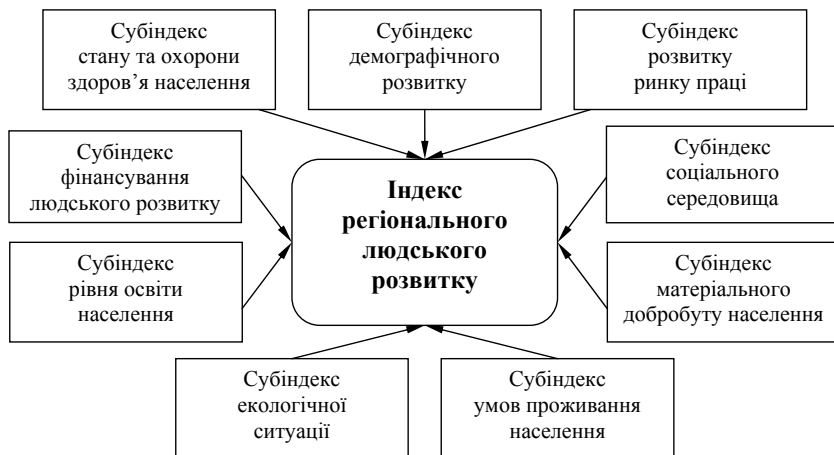 Субіндекс
стану та охорони
здоров’я населення
Субіндекс
демографічного
розвитку
Субіндекс
розвитку
ринку праці
Субіндекс
фінансування
людського розвитку
Індекс
регіонального
людського
розвитку
Субіндекс
соціального
середовища
Субіндекс
рівня освіти
населення
Субіндекс
матеріального
добробуту населення
Субіндекс
екологічної
ситуації
Субіндекс
умов проживання
населення